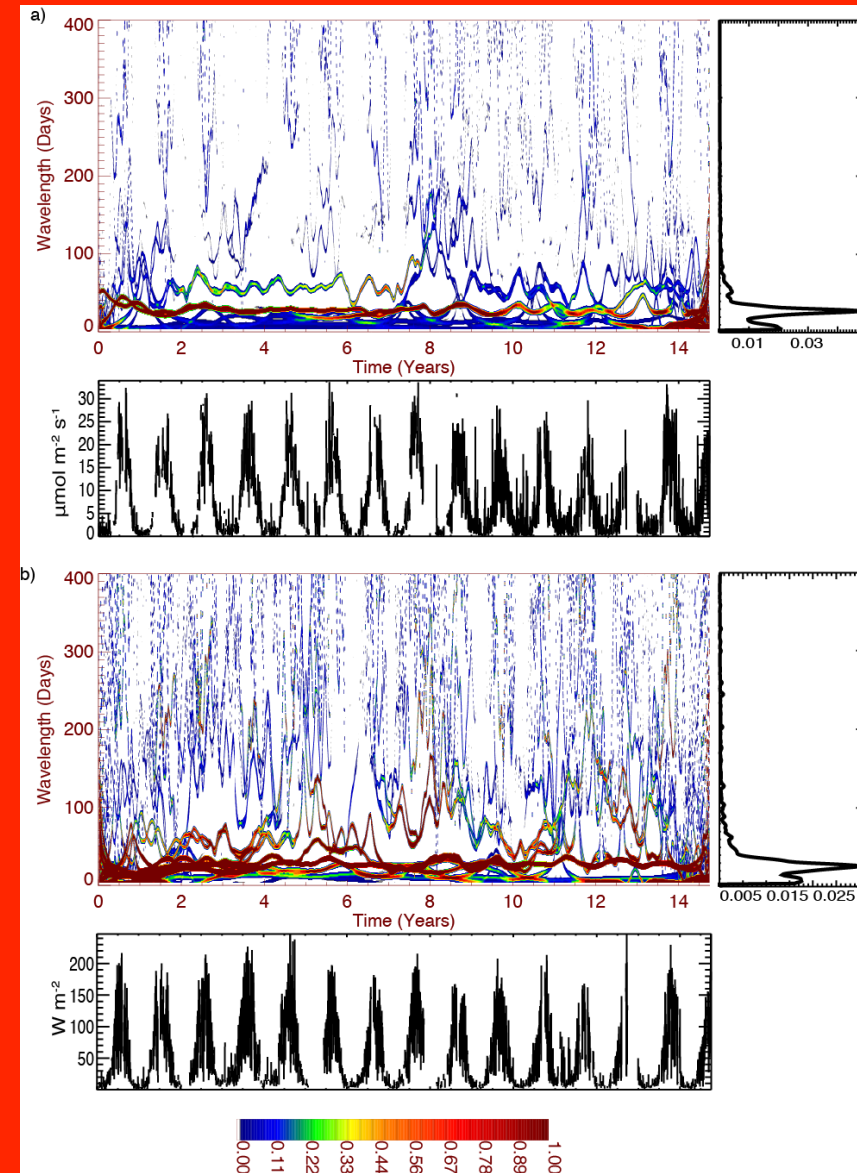 a)
400
300
200
100
0
Wavelength (Days)
0 2 4 6 8 10 12 14
Time (Years)
0.01 0.03
30
25
20
15
10
5
0
μmol m⁻² s⁻¹
b)
400
300
200
100
0
Wavelength (Days)
0 2 4 6 8 10 12 14
Time (Years)
0.005 0.015 0.025
200
150
100
50
W m⁻²
0.00 0.11 0.22 0.33 0.44 0.56 0.67 0.78 0.89 1.00